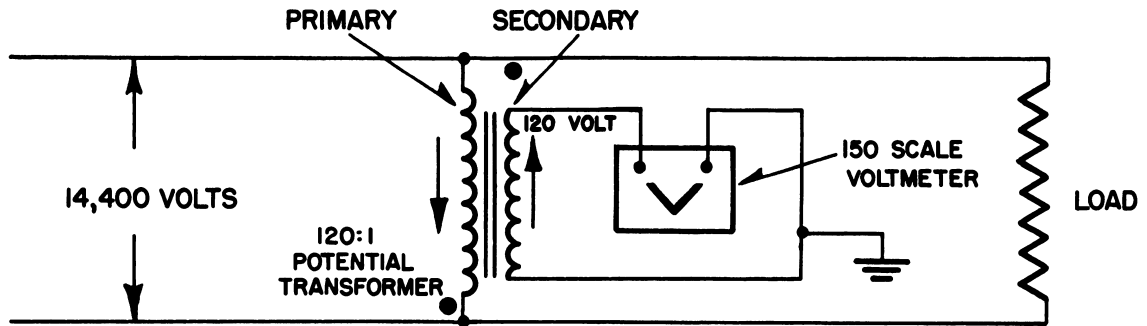 PRIMARY
SECONDARY
120 VOLT
150 SCALE
VOLTMETER
V
14,400 VOLTS
LOAD
120:1
POTENTIAL
TRANSFORMER